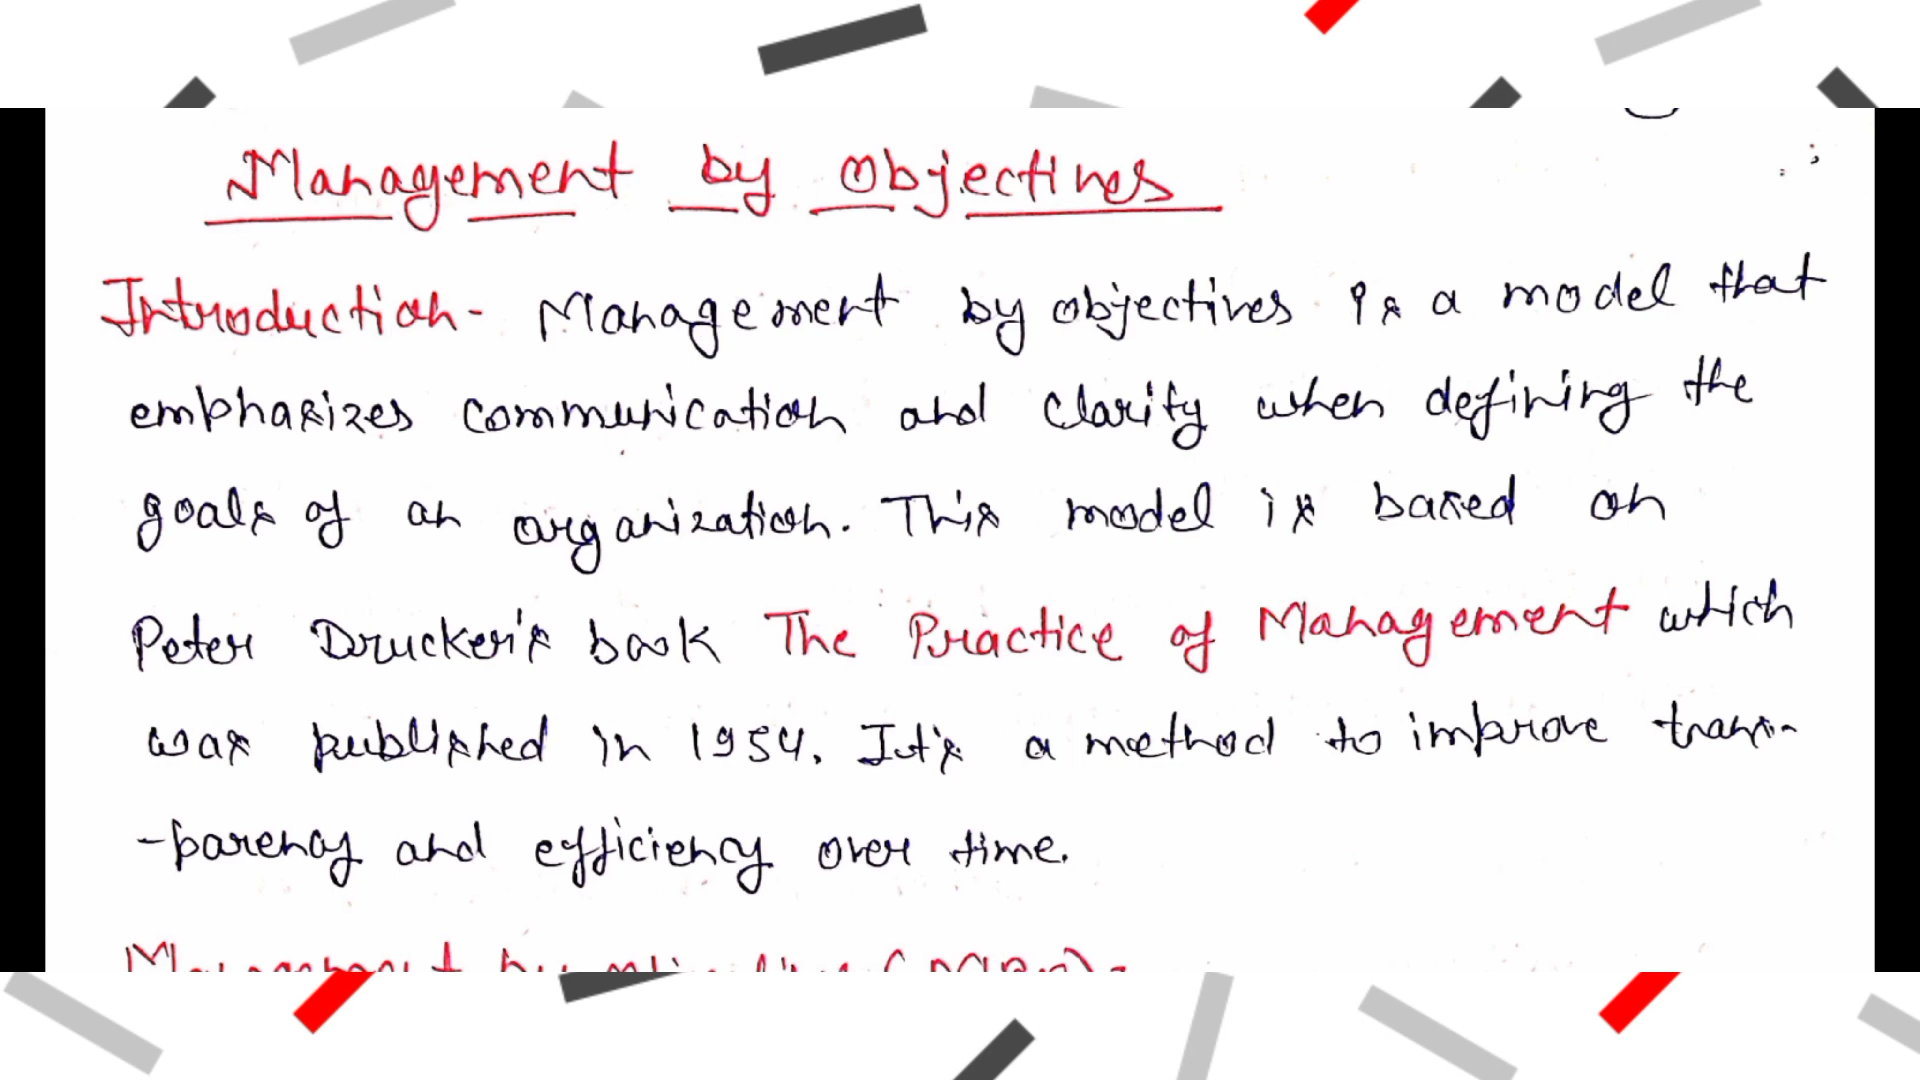 Management by Objectives
Introduction- Management by objectives is a model that
emphasizes communication and clarity when defining the
goals of an organization. This model is based on
Peter Drucker's book The Practice of Management which
was published in 1954. It's a method to improve trans-
-parency and efficiency over time.